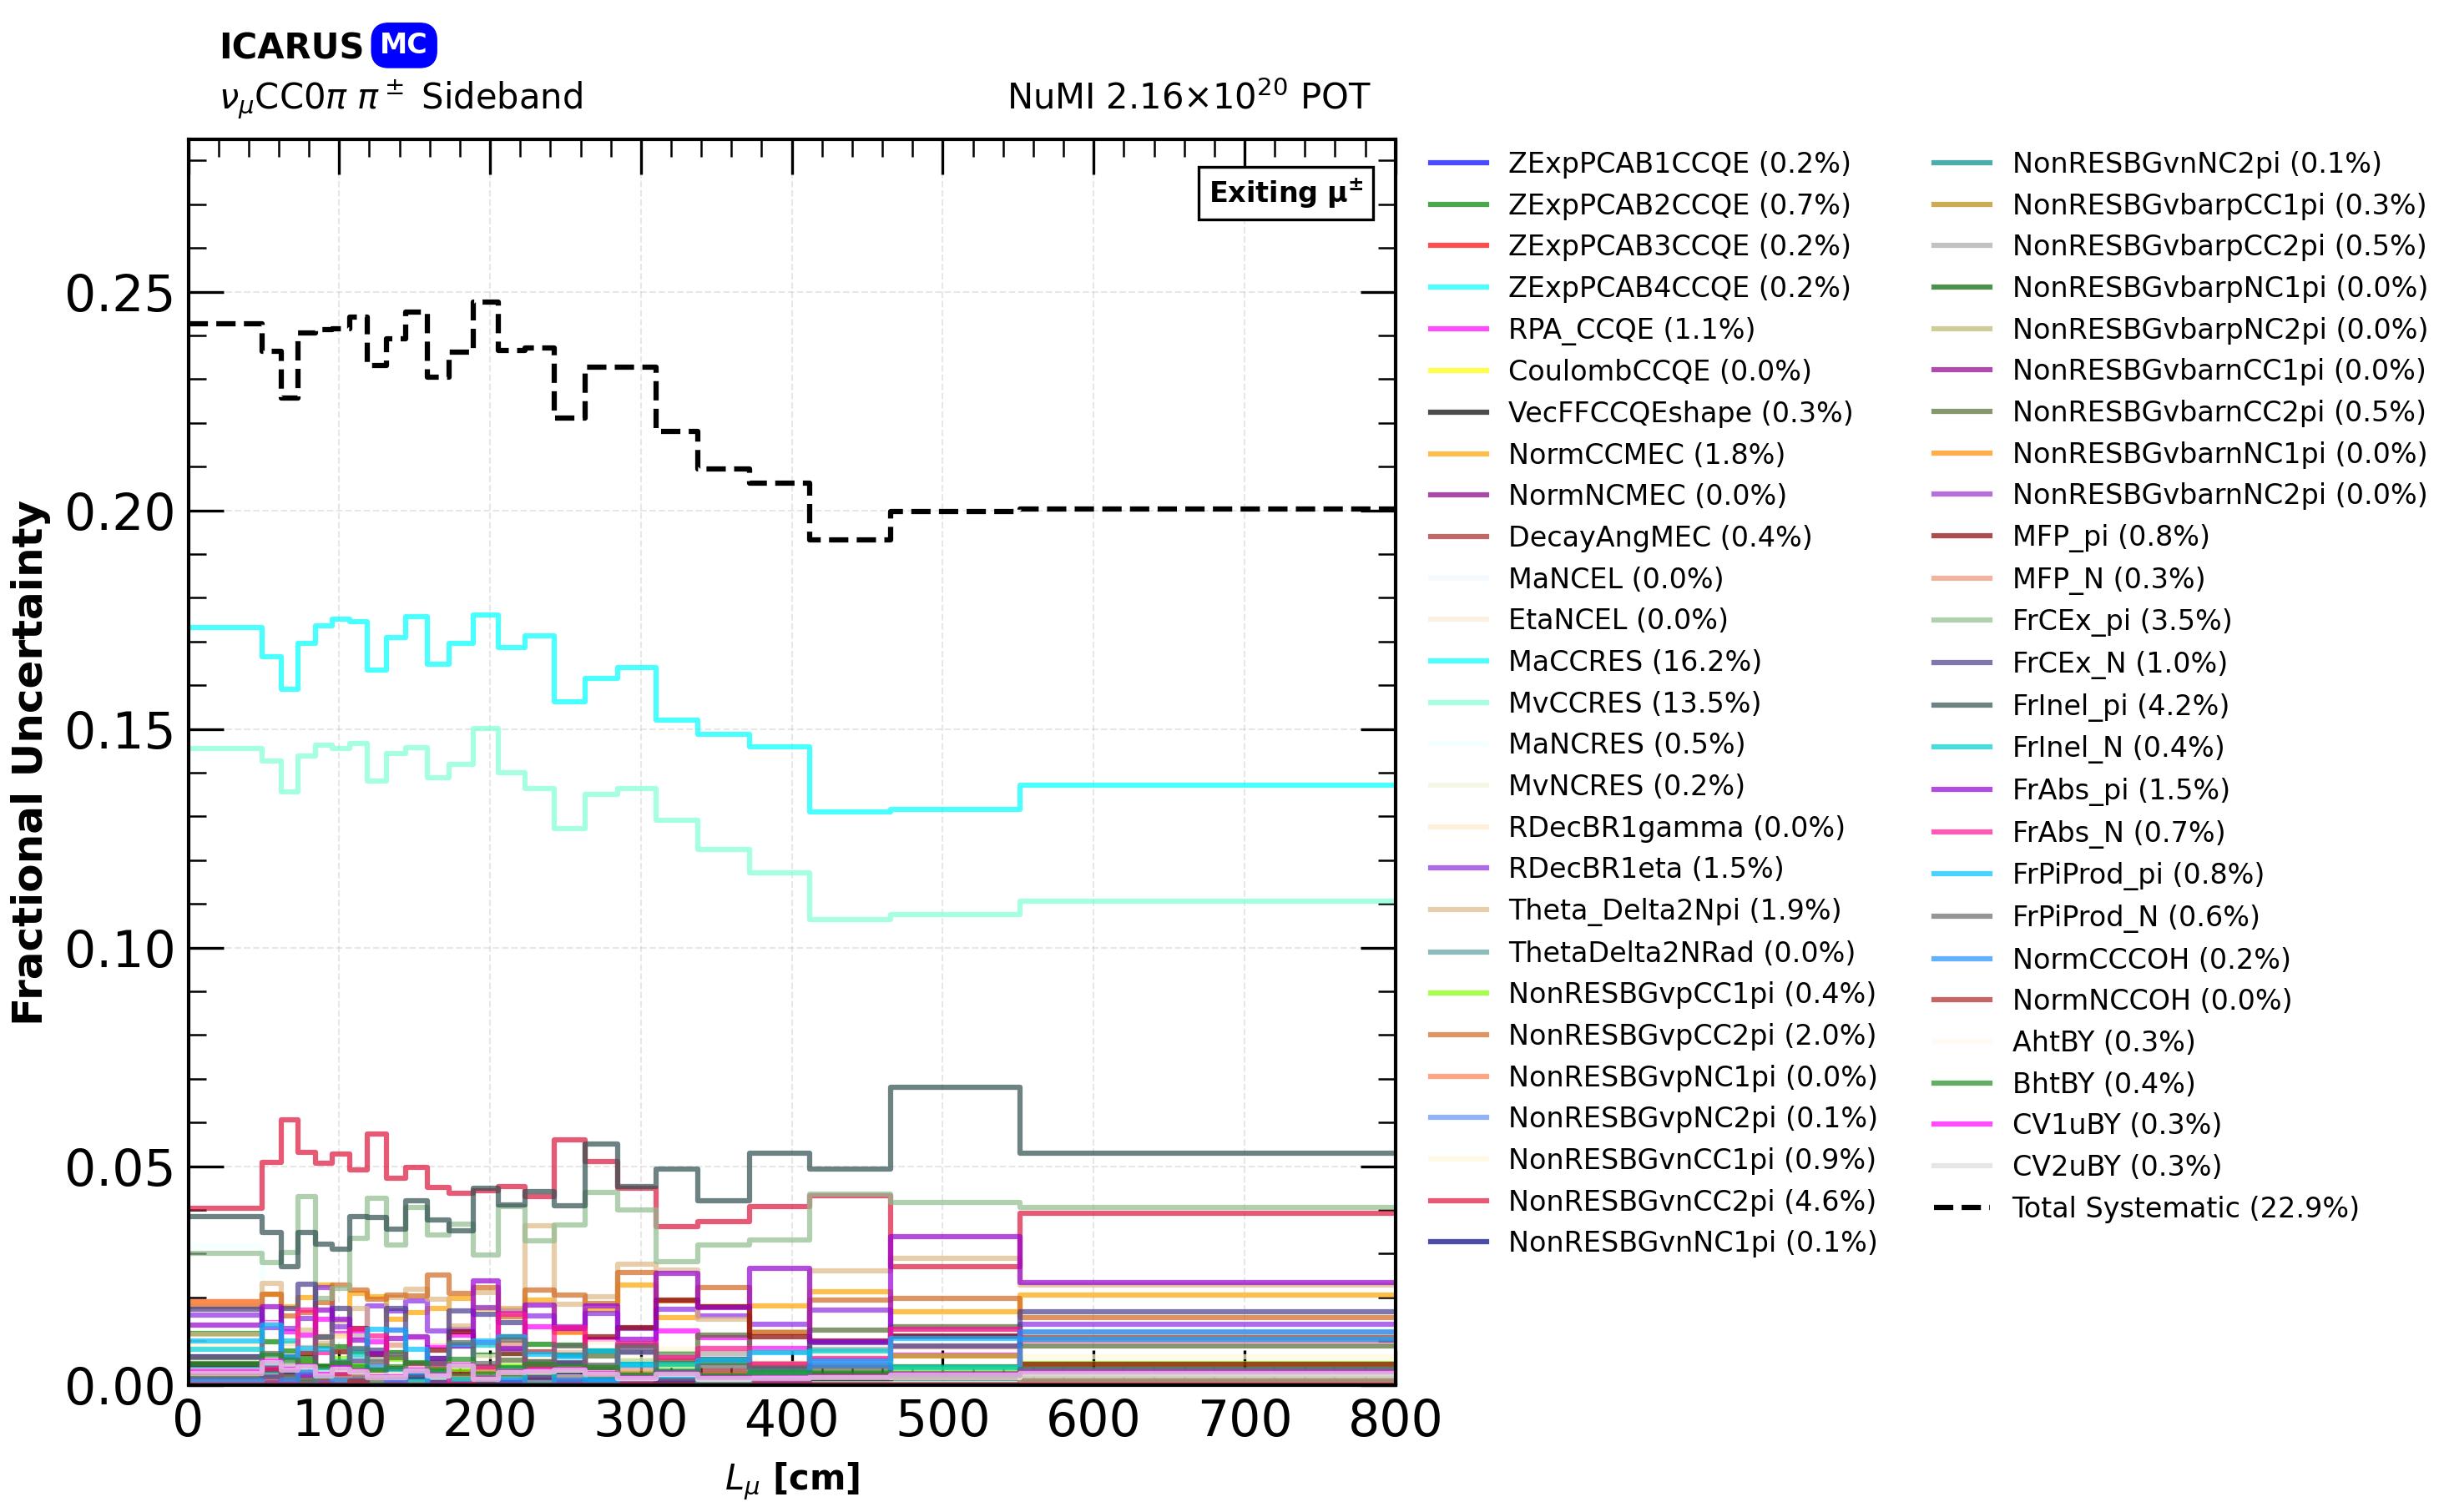 ICARUS MC
νμCC0π π± Sideband
NuMI 2.16×10²⁰ POT
Exiting μ±
Fractional Uncertainty
0.25
0.20
0.15
0.10
0.05
0.00
0 100 200 300 400 500 600 700 800
Lμ [cm]
ZExpPCAB1CCQE (0.2%)
ZExpPCAB2CCQE (0.7%)
ZExpPCAB3CCQE (0.2%)
ZExpPCAB4CCQE (0.2%)
RPA_CCQE (1.1%)
CoulombCCQE (0.0%)
VecFFCCQEshape (0.3%)
NormCCMEC (1.8%)
NormNCMEC (0.0%)
DecayAngMEC (0.4%)
MaNCEL (0.0%)
EtaNCEL (0.0%)
MaCCRES (16.2%)
MvCCRES (13.5%)
MaNCRES (0.5%)
MvNCRES (0.2%)
RDecBR1gamma (0.0%)
RDecBR1eta (1.5%)
Theta_Delta2Npi (1.9%)
ThetaDelta2NRad (0.0%)
NonRESBGvpCC1pi (0.4%)
NonRESBGvpCC2pi (2.0%)
NonRESBGvpNC1pi (0.0%)
NonRESBGvpNC2pi (0.1%)
NonRESBGvnCC1pi (0.9%)
NonRESBGvnCC2pi (4.6%)
NonRESBGvnNC1pi (0.1%)
NonRESBGvnNC2pi (0.1%)
NonRESBGvbarpCC1pi (0.3%)
NonRESBGvbarpCC2pi (0.5%)
NonRESBGvbarpNC1pi (0.0%)
NonRESBGvbarpNC2pi (0.0%)
NonRESBGvbarnCC1pi (0.0%)
NonRESBGvbarnCC2pi (0.5%)
NonRESBGvbarnNC1pi (0.0%)
NonRESBGvbarnNC2pi (0.0%)
MFP_pi (0.8%)
MFP_N (0.3%)
FrCEx_pi (3.5%)
FrCEx_N (1.0%)
FrInel_pi (4.2%)
FrInel_N (0.4%)
FrAbs_pi (1.5%)
FrAbs_N (0.7%)
FrPiProd_pi (0.8%)
FrPiProd_N (0.6%)
NormCCCOH (0.2%)
NormNCCOH (0.0%)
AhtBY (0.3%)
BhtBY (0.4%)
CV1uBY (0.3%)
CV2uBY (0.3%)
Total Systematic (22.9%)